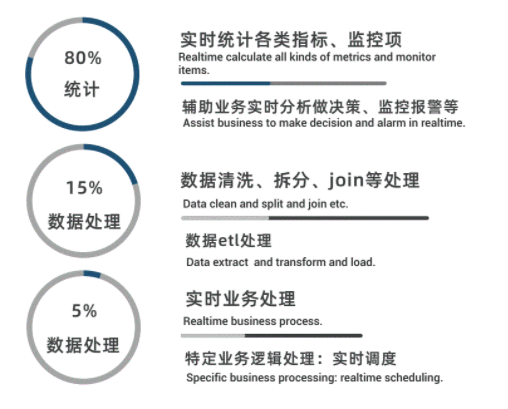 80%
统计
实时统计各类指标、监控项
Realtime calculate all kinds of metrics and monitor
items.
辅助业务实时分析做决策、监控报警等
Assist business to make decision and alarm in realtime.
15%
数据处理
数据清洗、拆分、join等处理
Data clean and split and join etc.
数据etl处理
Data extract and transform and load.
5%
数据处理
实时业务处理
Realtime business process.
特定业务逻辑处理：实时调度
Specific business processing: realtime scheduling.